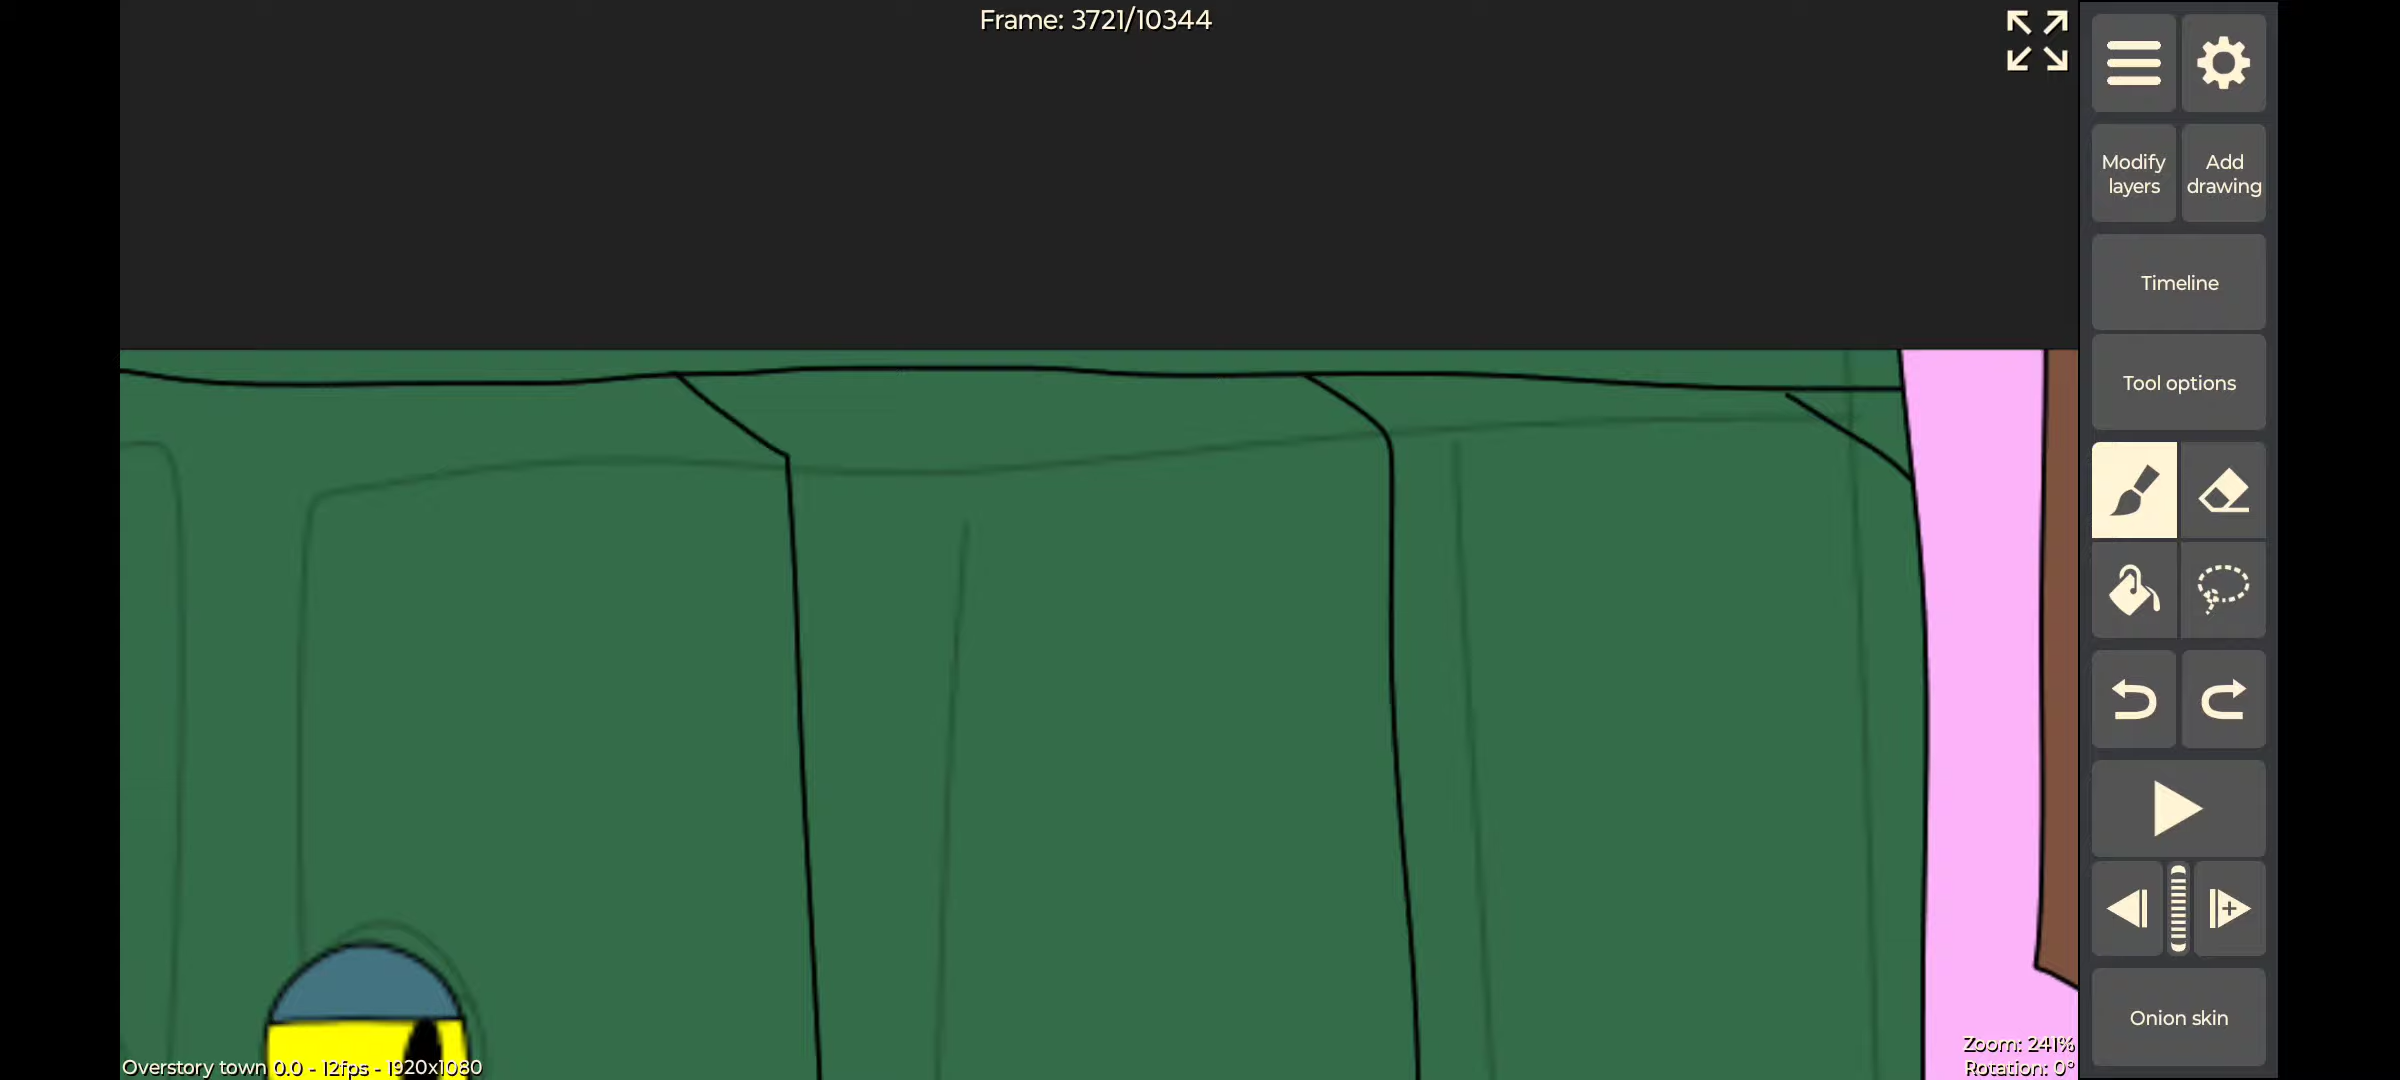 Frame: 3721/10344
Modify
layers
Add
drawing
Timeline
Tool options
Onion skin
Overstory town 0.0 - 12fps - 1920x1080
Zoom: 241%
Rotation: 0°